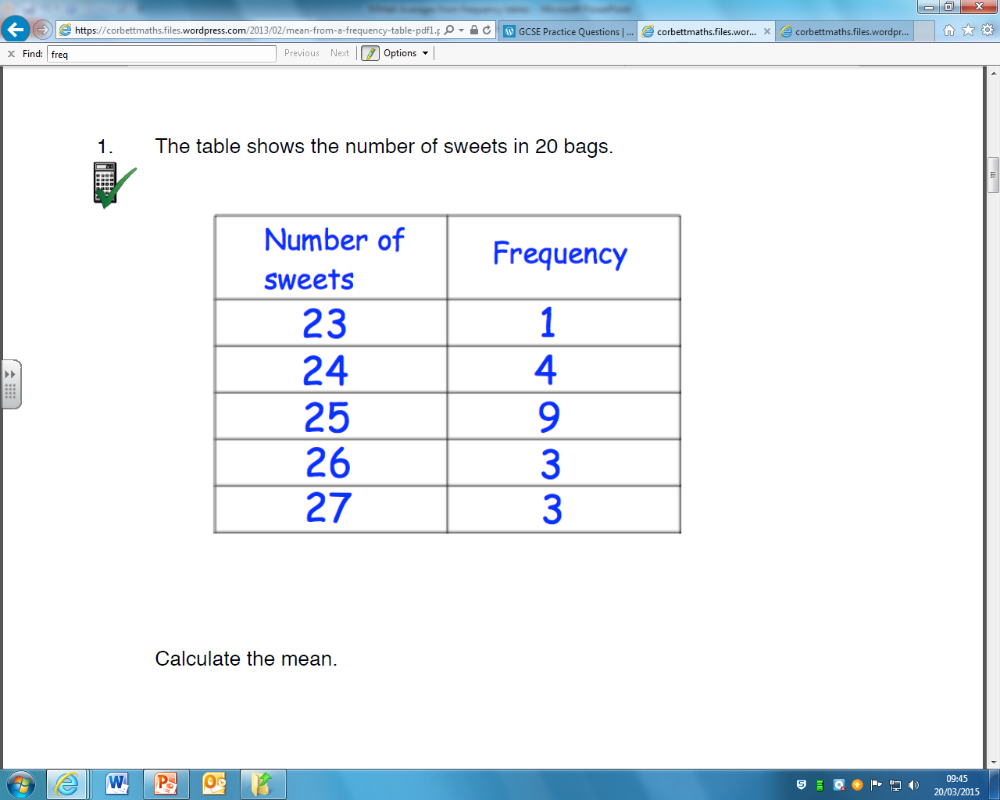 https://corbettmaths.files.wordpress.com/2013/02/mean-from-a-frequency-table-pdf1.p
GCSE Practice Questions | ...
corbettmaths.files.wor...
corbettmaths.files.wordpr...
x Find: freq Previous Next Options
1. The table shows the number of sweets in 20 bags.
Number of sweets Frequency
23 1
24 4
25 9
26 3
27 3
Calculate the mean.
09:45
20/03/2015